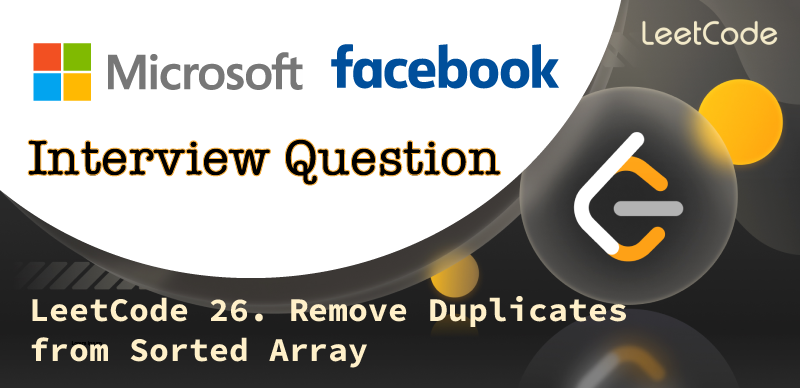 LeetCode
Microsoft facebook
Interview Question
LeetCode 26. Remove Duplicates
from Sorted Array